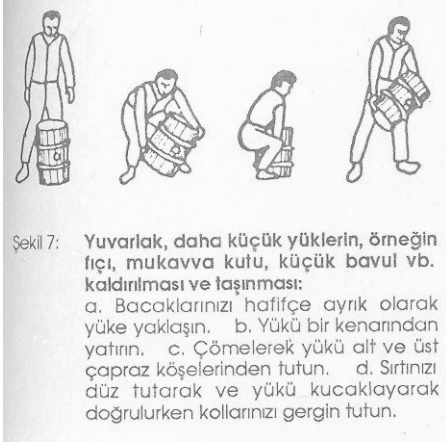 Şekil 7: Yuvarlak, daha küçük yüklerin, örneğin
fıçı, mukavva kutu, küçük bavul vb.
kaldırılması ve taşınması:
a. Bacaklarınızı hafifçe ayrık olarak
yüke yaklaşın. b. Yükü bir kenarından
yatırın. c. Çömelerek yükü alt ve üst
çapraz köşelerinden tutun. d. Sırtınızı
düz tutarak ve yükü kucaklayarak
doğrulurken kollarınızı gergin tutun.